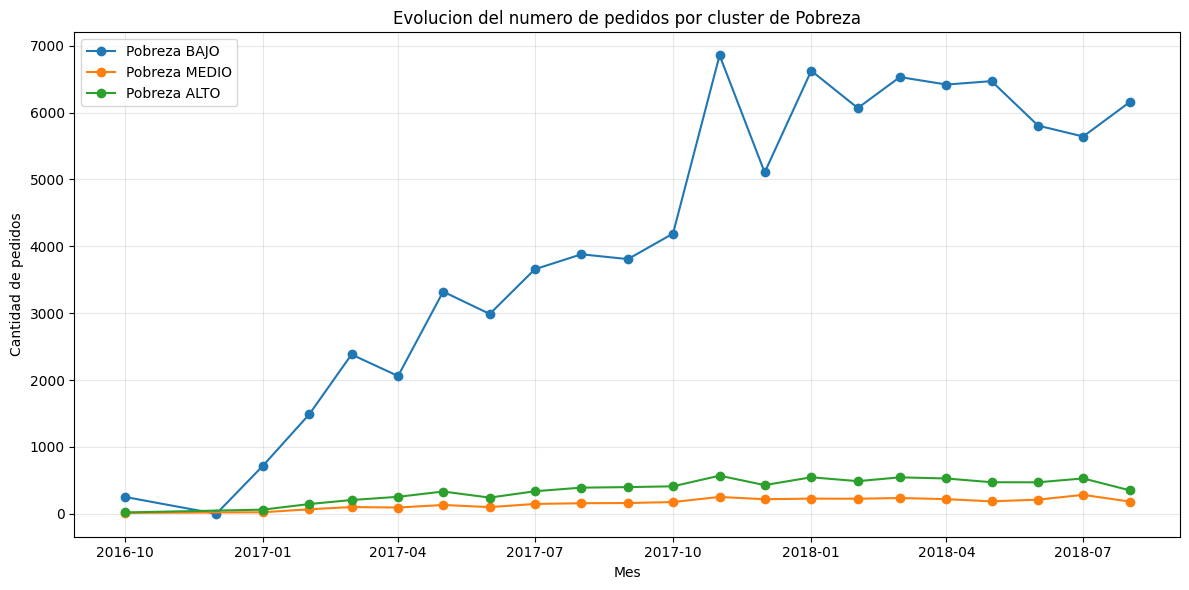 Evolucion del numero de pedidos por cluster de Pobreza
Pobreza BAJO
Pobreza MEDIO
Pobreza ALTO
Cantidad de pedidos
7000
6000
5000
4000
3000
2000
1000
0
2016-10 2017-01 2017-04 2017-07 2017-10 2018-01 2018-04 2018-07
Mes